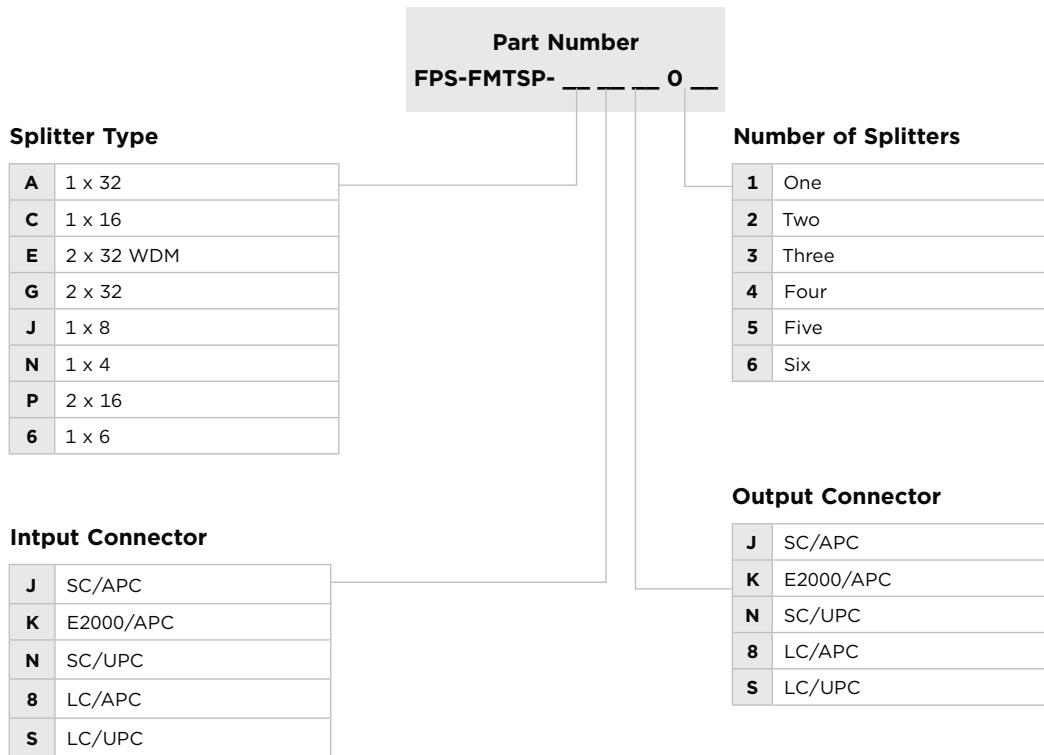 Part Number
FPS-FMTSP- __ __ __ 0 __
Splitter Type
A 1 x 32
C 1 x 16
E 2 x 32 WDM
G 2 x 32
J 1 x 8
N 1 x 4
P 2 x 16
6 1 x 6
Number of Splitters
1 One
2 Two
3 Three
4 Four
5 Five
6 Six
Intput Connector
J SC/APC
K E2000/APC
N SC/UPC
8 LC/APC
S LC/UPC
Output Connector
J SC/APC
K E2000/APC
N SC/UPC
8 LC/APC
S LC/UPC